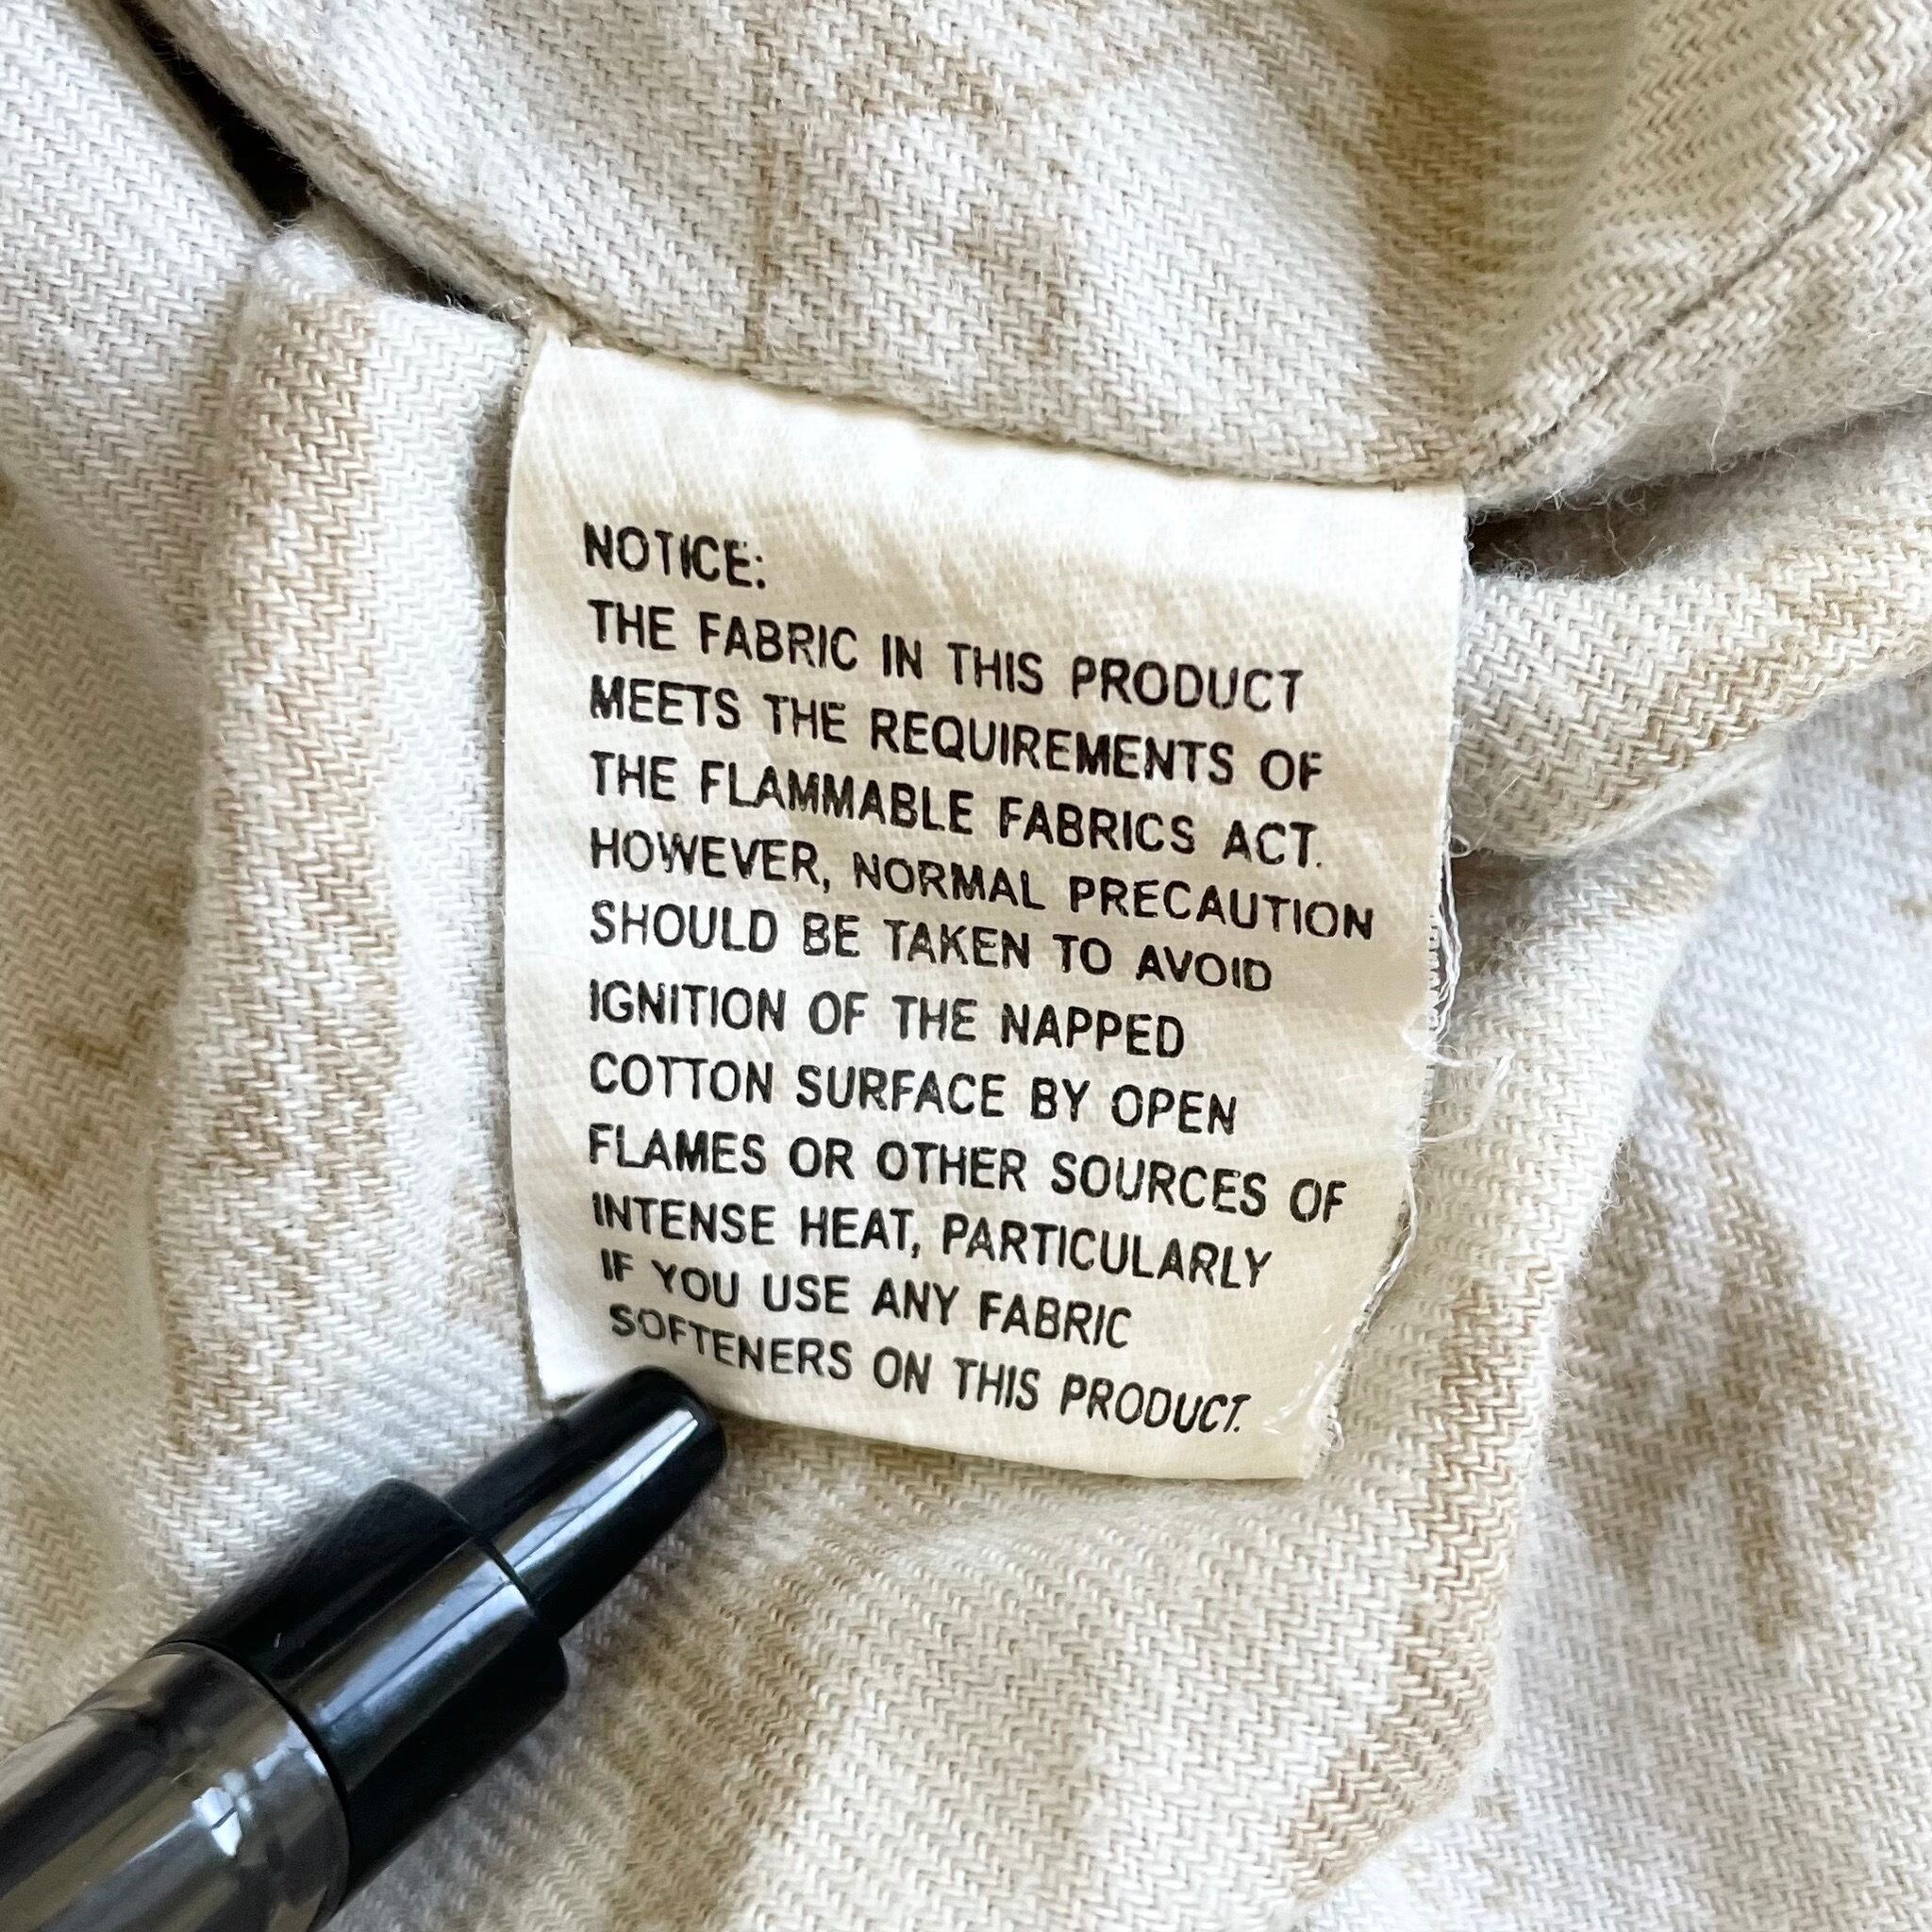 NOTICE:
THE FABRIC IN THIS PRODUCT
MEETS THE REQUIREMENTS OF
THE FLAMMABLE FABRICS ACT.
HOWEVER, NORMAL PRECAUTION
SHOULD BE TAKEN TO AVOID
IGNITION OF THE NAPPED
COTTON SURFACE BY OPEN
FLAMES OR OTHER SOURCES OF
INTENSE HEAT, PARTICULARLY
IF YOU USE ANY FABRIC
SOFTENERS ON THIS PRODUCT.